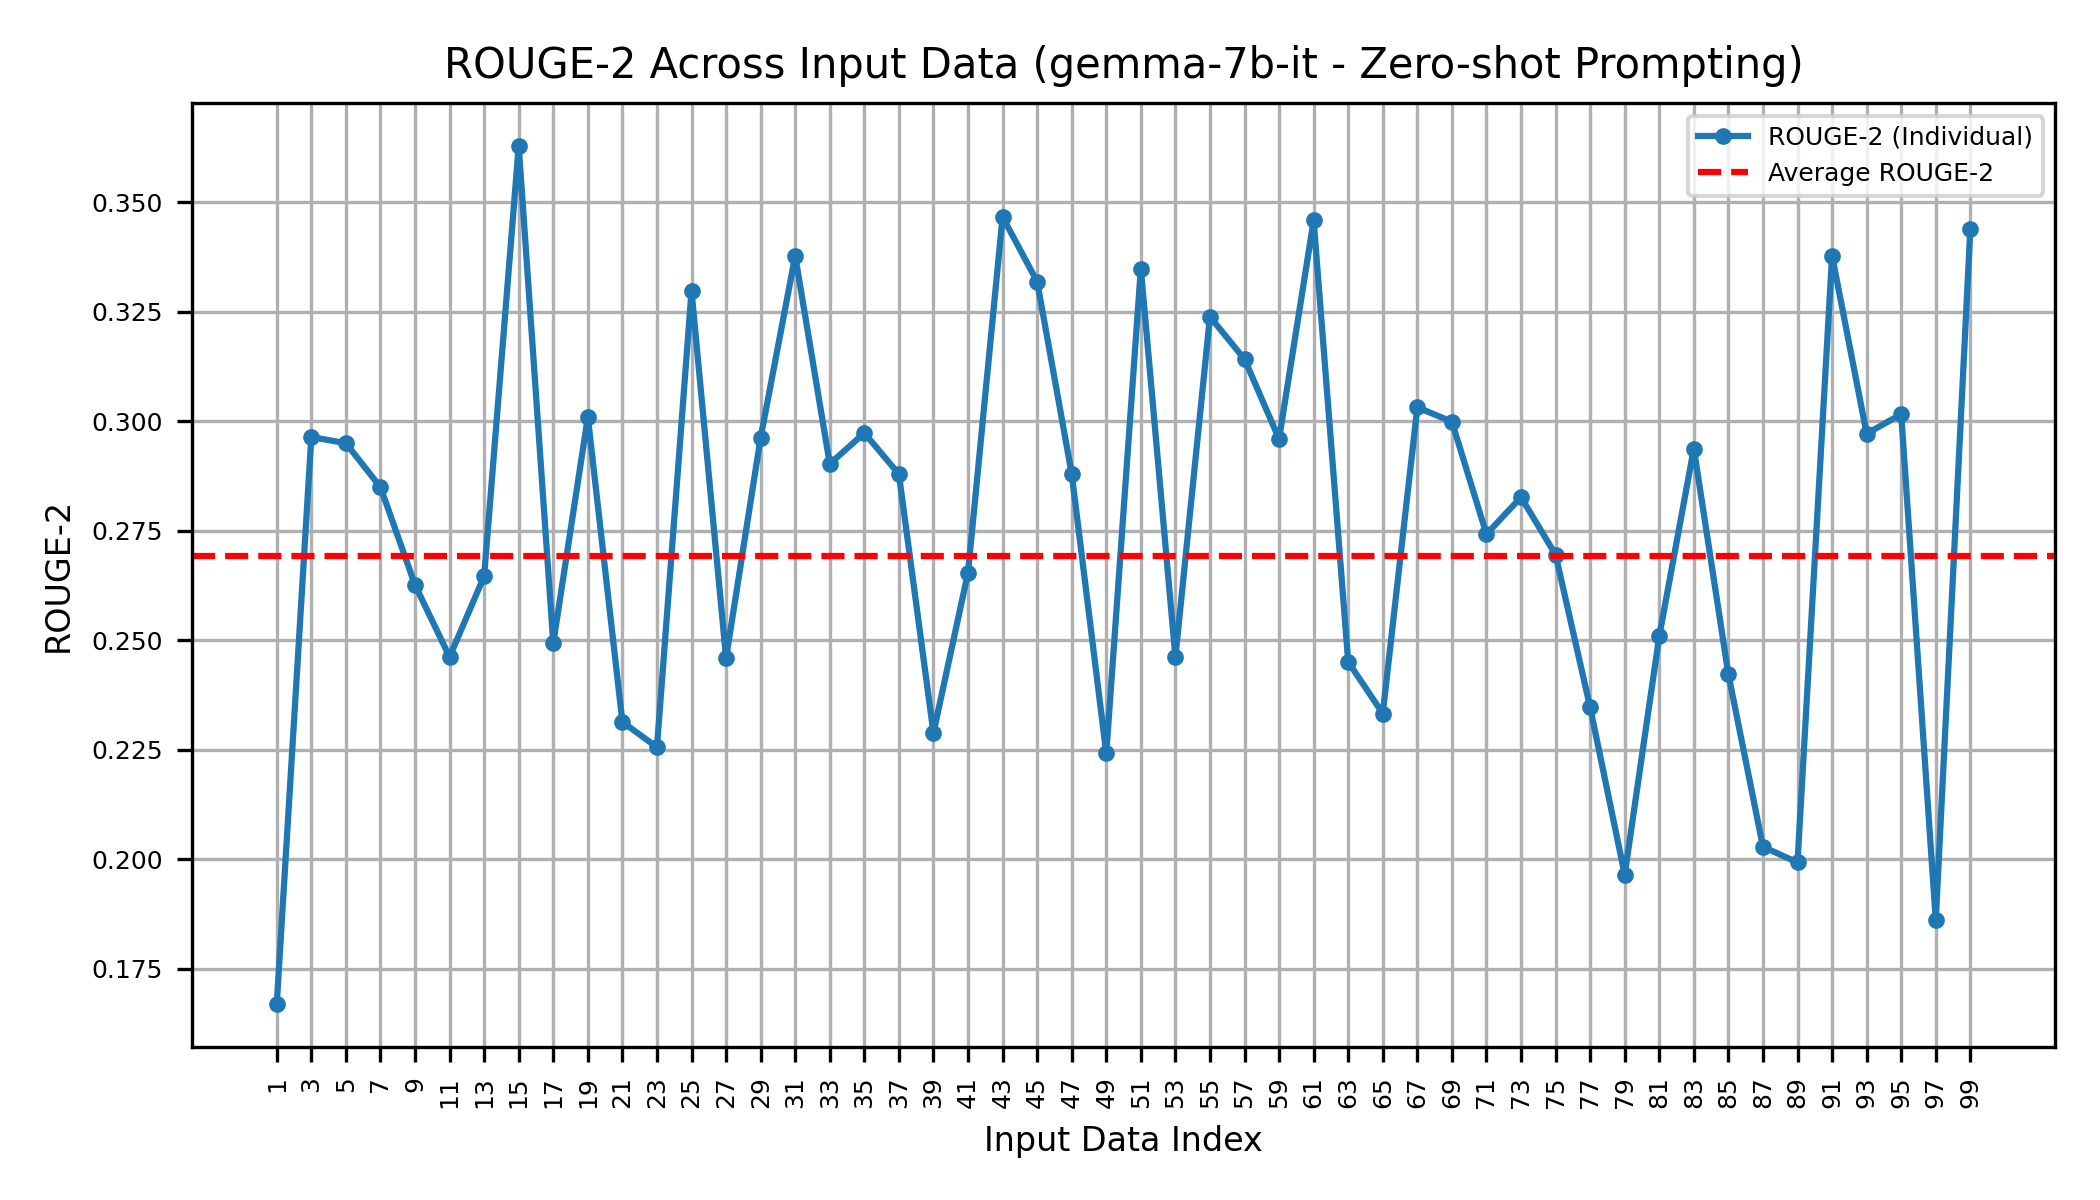 ROUGE-2 Across Input Data (gemma-7b-it - Zero-shot Prompting)
ROUGE-2 (Individual)
Average ROUGE-2
ROUGE-2
0.350
0.325
0.300
0.275
0.250
0.225
0.200
0.175
1 3 5 7 9 11 13 15 17 19 21 23 25 27 29 31 33 35 37 39 41 43 45 47 49 51 53 55 57 59 61 63 65 67 69 71 73 75 77 79 81 83 85 87 89 91 93 95 97 99
Input Data Index